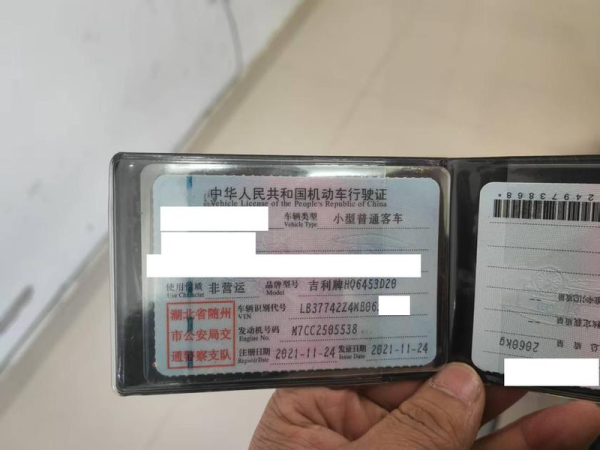 中华人民共和国机动车行驶证
Vehicle License of the People's Republic of China
车辆类型 小型普通客车
Vehicle Type
使用性质 非营运 品牌型号 吉利牌HQ6453D20
Use Character Model
湖北省随州
市公安局交
通警察支队
车辆识别代号 LB37742Z4MB06
VIN
发动机号码 M7CC2505538
Engine No.
注册日期 2021-11-24 发证日期 2021-11-24
Register Date Issue Date
2060kg